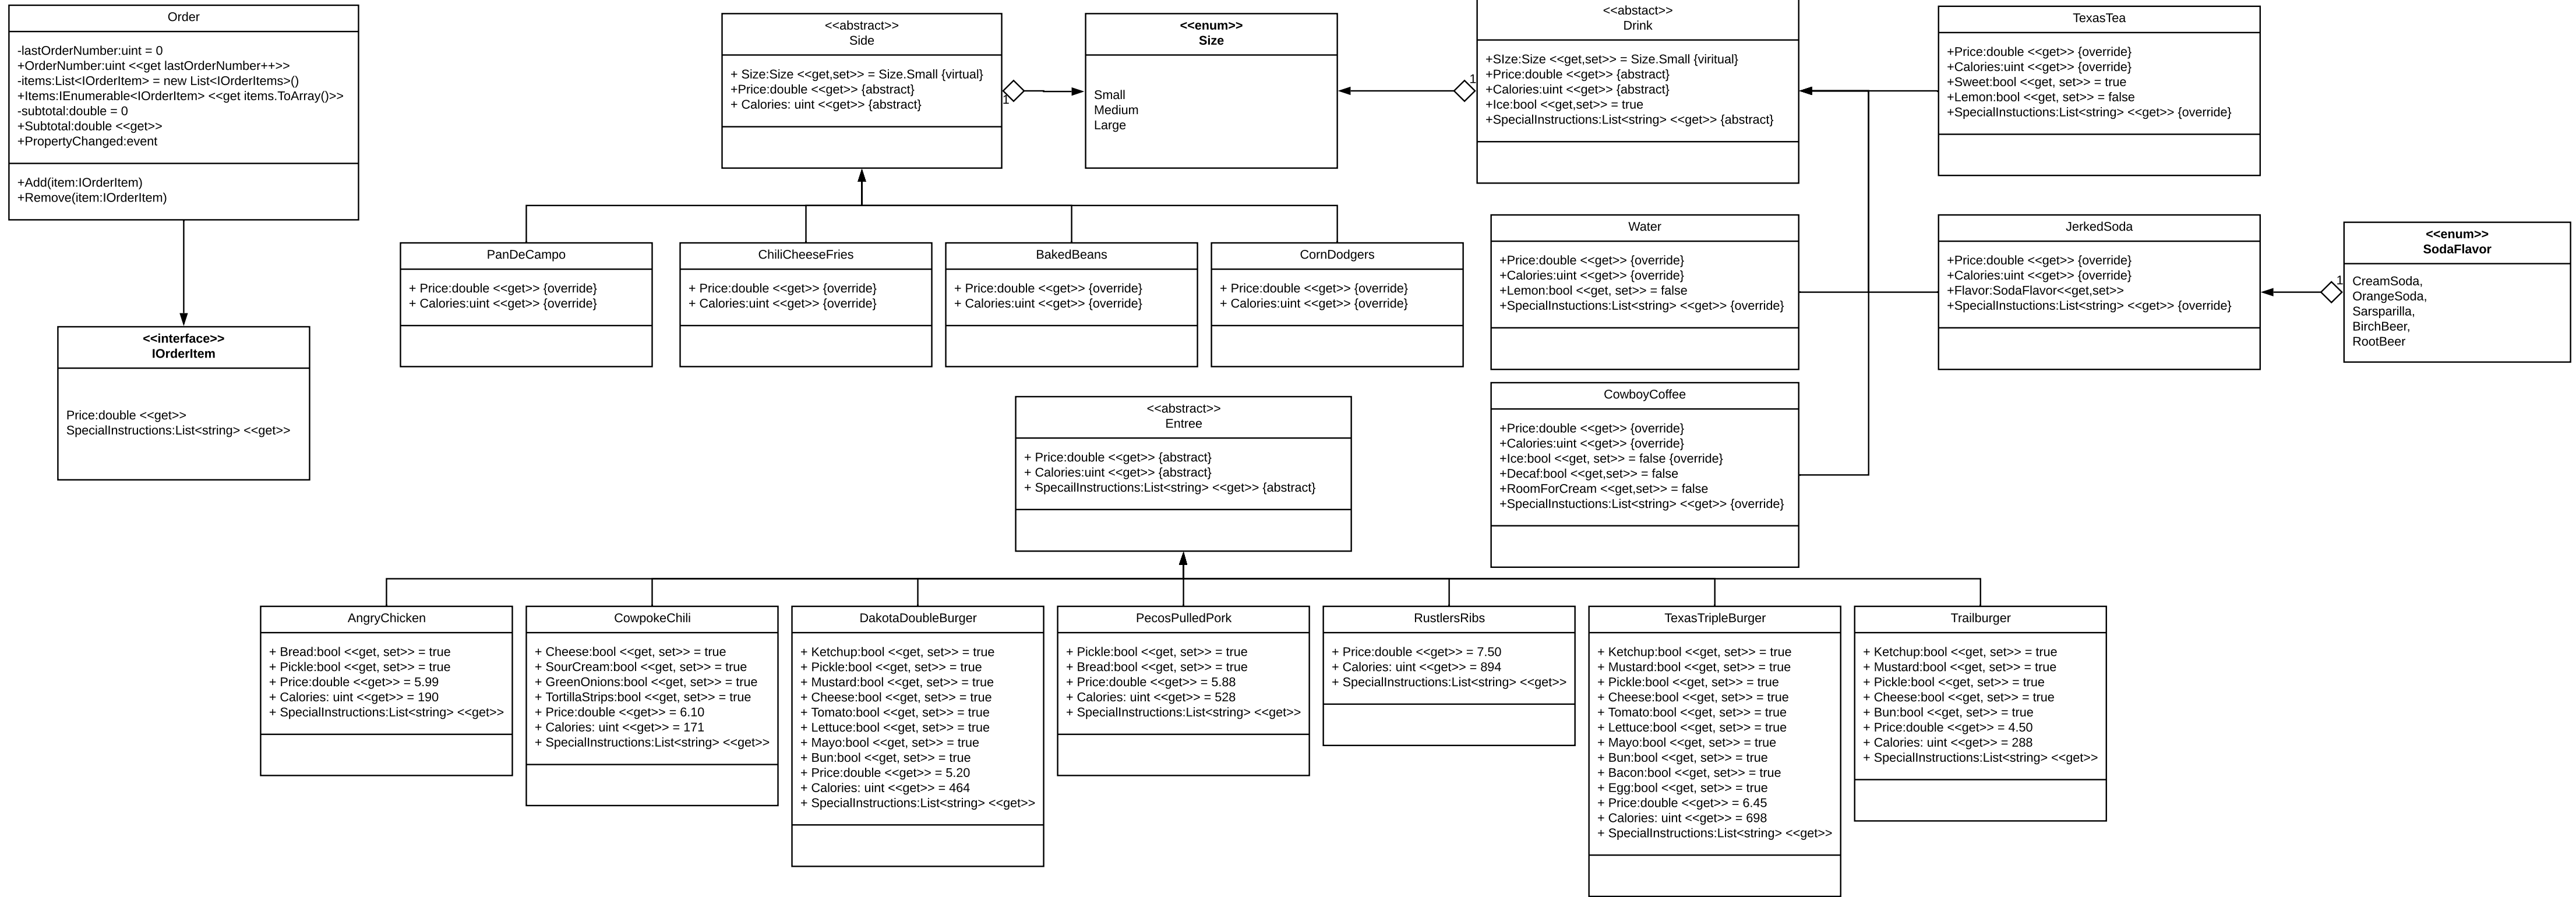 Order
-lastOrderNumber:uint = 0
+OrderNumber:uint <<get lastOrderNumber++>>
-items:List<IOrderItem> = new List<IOrderItems>()
+Items:IEnumerable<IOrderItem> <<get items.ToArray()>>
-subtotal:double = 0
+Subtotal:double <<get>>
+PropertyChanged:event
+Add(item:IOrderItem)
+Remove(item:IOrderItem)
<<interface>>
IOrderItem
Price:double <<get>>
SpecialInstructions:List<string> <<get>>
<<abstract>>
Side
+ Size:Size <<get,set>> = Size.Small {virtual}
+Price:double <<get>> {abstract}
+ Calories: uint <<get>> {abstract}
1
<<enum>>
Size
Small
Medium
Large
<<abstact>>
Drink
+SIze:Size <<get,set>> = Size.Small {viritual}
+Price:double <<get>> {abstract}
+Calories:uint <<get>> {abstract}
+Ice:bool <<get,set>> = true
+SpecialInstuctions:List<string> <<get>> {abstract}
1
TexasTea
+Price:double <<get>> {override}
+Calories:uint <<get>> {override}
+Sweet:bool <<get, set>> = true
+Lemon:bool <<get, set>> = false
+SpecialInstuctions:List<string> <<get>> {override}
PanDeCampo
+ Price:double <<get>> {override}
+ Calories:uint <<get>> {override}
ChiliCheeseFries
+ Price:double <<get>> {override}
+ Calories:uint <<get>> {override}
BakedBeans
+ Price:double <<get>> {override}
+ Calories:uint <<get>> {override}
CornDodgers
+ Price:double <<get>> {override}
+ Calories:uint <<get>> {override}
Water
+Price:double <<get>> {override}
+Calories:uint <<get>> {override}
+Lemon:bool <<get, set>> = false
+SpecialInstuctions:List<string> <<get>> {override}
JerkedSoda
+Price:double <<get>> {override}
+Calories:uint <<get>> {override}
+Flavor:SodaFlavor<<get,set>>
+SpecialInstuctions:List<string> <<get>> {override}
1
<<enum>>
SodaFlavor
CreamSoda,
OrangeSoda,
Sarsparilla,
BirchBeer,
RootBeer
CowboyCoffee
+Price:double <<get>> {override}
+Calories:uint <<get>> {override}
+Ice:bool <<get, set>> = false {override}
+Decaf:bool <<get,set>> = false
+RoomForCream <<get,set>> = false
+SpecialInstuctions:List<string> <<get>> {override}
<<abstract>>
Entree
+ Price:double <<get>> {abstract}
+ Calories:uint <<get>> {abstract}
+ SpecailInstructions:List<string> <<get>> {abstract}
AngryChicken
+ Bread:bool <<get, set>> = true
+ Pickle:bool <<get, set>> = true
+ Price:double <<get>> = 5.99
+ Calories: uint <<get>> = 190
+ SpecialInstructions:List<string> <<get>>
CowpokeChili
+ Cheese:bool <<get, set>> = true
+ SourCream:bool <<get, set>> = true
+ GreenOnions:bool <<get, set>> = true
+ TortillaStrips:bool <<get, set>> = true
+ Price:double <<get>> = 6.10
+ Calories: uint <<get>> = 171
+ SpecialInstructions:List<string> <<get>>
DakotaDoubleBurger
+ Ketchup:bool <<get, set>> = true
+ Pickle:bool <<get, set>> = true
+ Mustard:bool <<get, set>> = true
+ Cheese:bool <<get, set>> = true
+ Tomato:bool <<get, set>> = true
+ Lettuce:bool <<get, set>> = true
+ Mayo:bool <<get, set>> = true
+ Bun:bool <<get, set>> = true
+ Price:double <<get>> = 5.20
+ Calories: uint <<get>> = 464
+ SpecialInstructions:List<string> <<get>>
PecosPulledPork
+ Pickle:bool <<get, set>> = true
+ Bread:bool <<get, set>> = true
+ Price:double <<get>> = 5.88
+ Calories: uint <<get>> = 528
+ SpecialInstructions:List<string> <<get>>
RustlersRibs
+ Price:double <<get>> = 7.50
+ Calories: uint <<get>> = 894
+ SpecialInstructions:List<string> <<get>>
TexasTripleBurger
+ Ketchup:bool <<get, set>> = true
+ Mustard:bool <<get, set>> = true
+ Pickle:bool <<get, set>> = true
+ Cheese:bool <<get, set>> = true
+ Tomato:bool <<get, set>> = true
+ Lettuce:bool <<get, set>> = true
+ Mayo:bool <<get, set>> = true
+ Bun:bool <<get, set>> = true
+ Bacon:bool <<get, set>> = true
+ Egg:bool <<get, set>> = true
+ Price:double <<get>> = 6.45
+ Calories: uint <<get>> = 698
+ SpecialInstructions:List<string> <<get>>
Trailburger
+ Ketchup:bool <<get, set>> = true
+ Mustard:bool <<get, set>> = true
+ Pickle:bool <<get, set>> = true
+ Cheese:bool <<get, set>> = true
+ Bun:bool <<get, set>> = true
+ Price:double <<get>> = 4.50
+ Calories: uint <<get>> = 288
+ SpecialInstructions:List<string> <<get>>